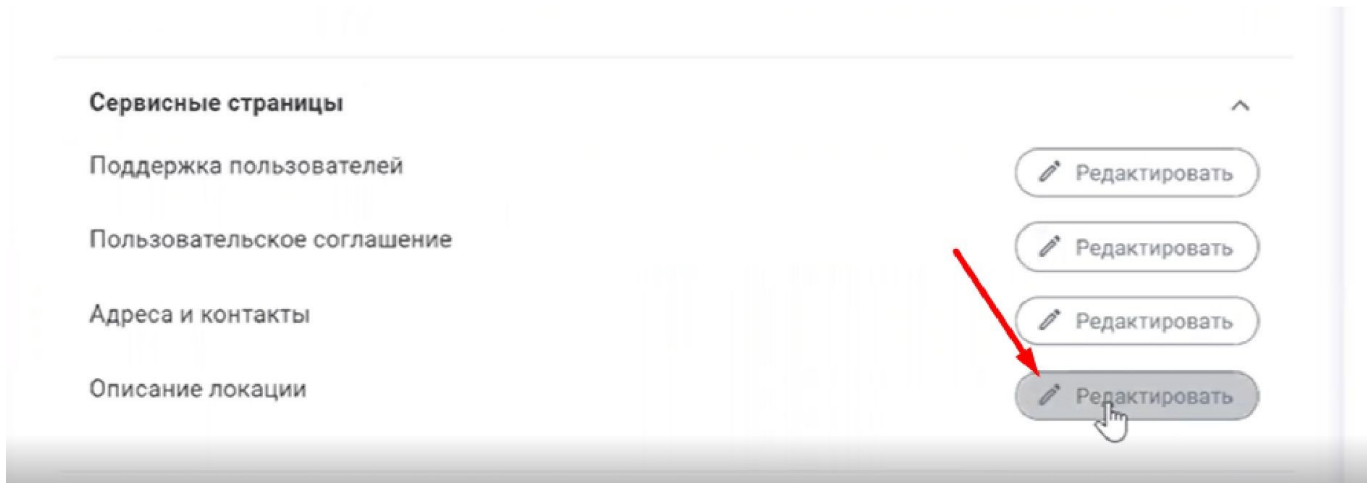 Сервисные страницы
Поддержка пользователей
Редактировать
Пользовательское соглашение
Редактировать
Адреса и контакты
Редактировать
Описание локации
Редактировать